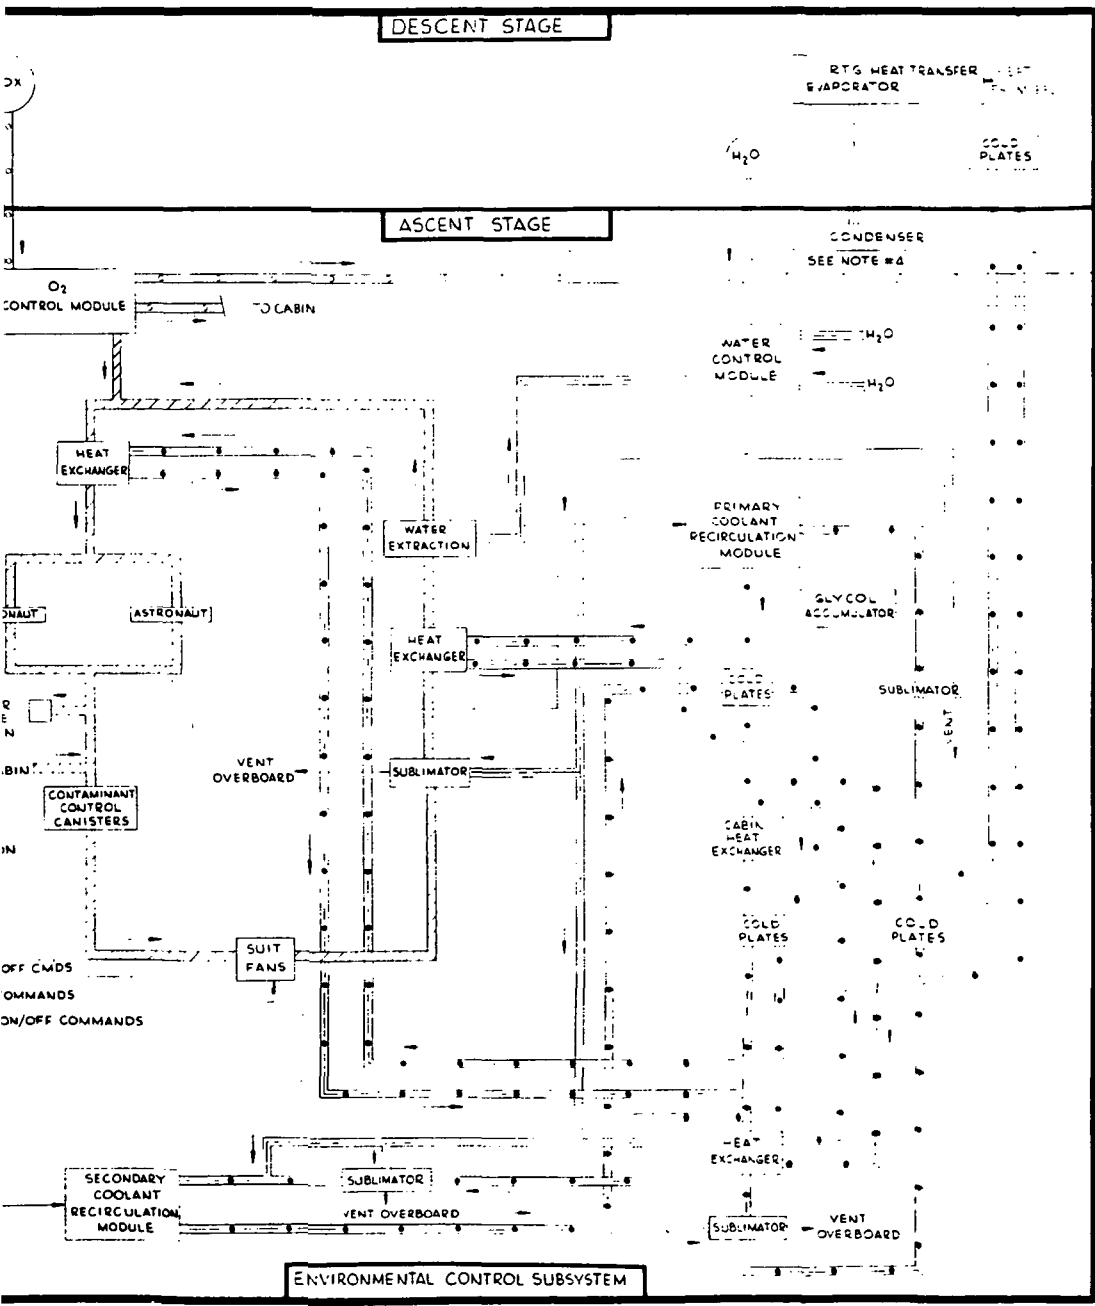 DESCENT STAGE
OX
RTG HEAT TRANSFER
EVAPORATOR
H₂O
COLD
PLATES
ASCENT STAGE
CONDENSER
SEE NOTE #4
O₂
CONTROL MODULE
TO CABIN
WATER
CONTROL
MODULE
H₂O
H₂O
HEAT
EXCHANGER
WATER
EXTRACTION
PRIMARY
COOLANT
RECIRCULATION
MODULE
GLYCOL
ACCUMULATOR
ONAUT
ASTRONAUT
HEAT
EXCHANGER
COLD
PLATES
SUBLIMATOR
VENT
R
E
N
VENT
OVERBOARD
SUBLIMATOR
ABIN
CONTAMINANT
CONTROL
CANISTERS
CABIN
HEAT
EXCHANGER
ON
COLD
PLATES
COLD
PLATES
SUIT
FANS
OFF CMDS
OMMANDS
ON/OFF COMMANDS
HEAT
EXCHANGER
SECONDARY
COOLANT
RECIRCULATION
MODULE
SUBLIMATOR
VENT OVERBOARD
SUBLIMATOR
VENT
OVERBOARD
ENVIRONMENTAL CONTROL SUBSYSTEM